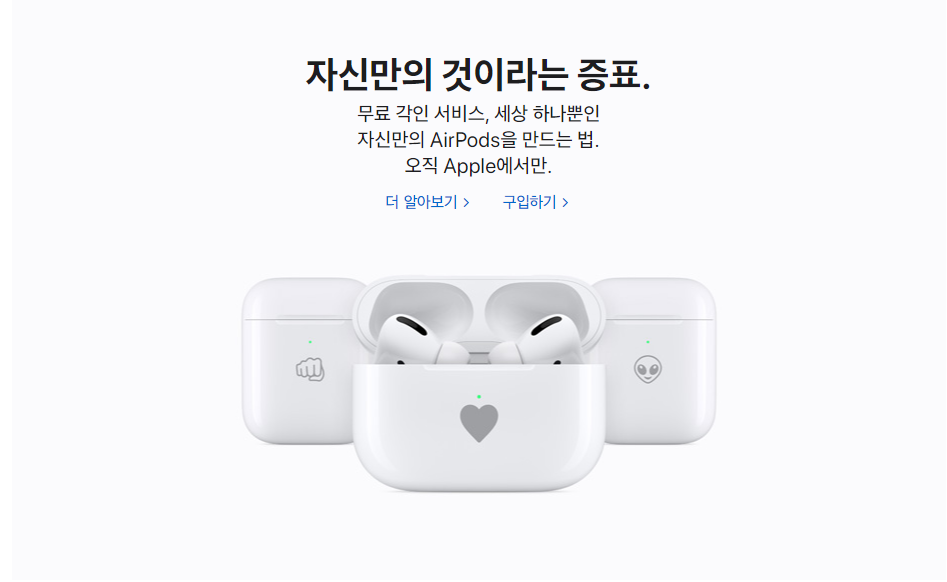 자신만의 것이라는 증표.
무료 각인 서비스, 세상 하나뿐인
자신만의 AirPods을 만드는 법.
오직 Apple에서만.
더 알아보기 > 구입하기 >